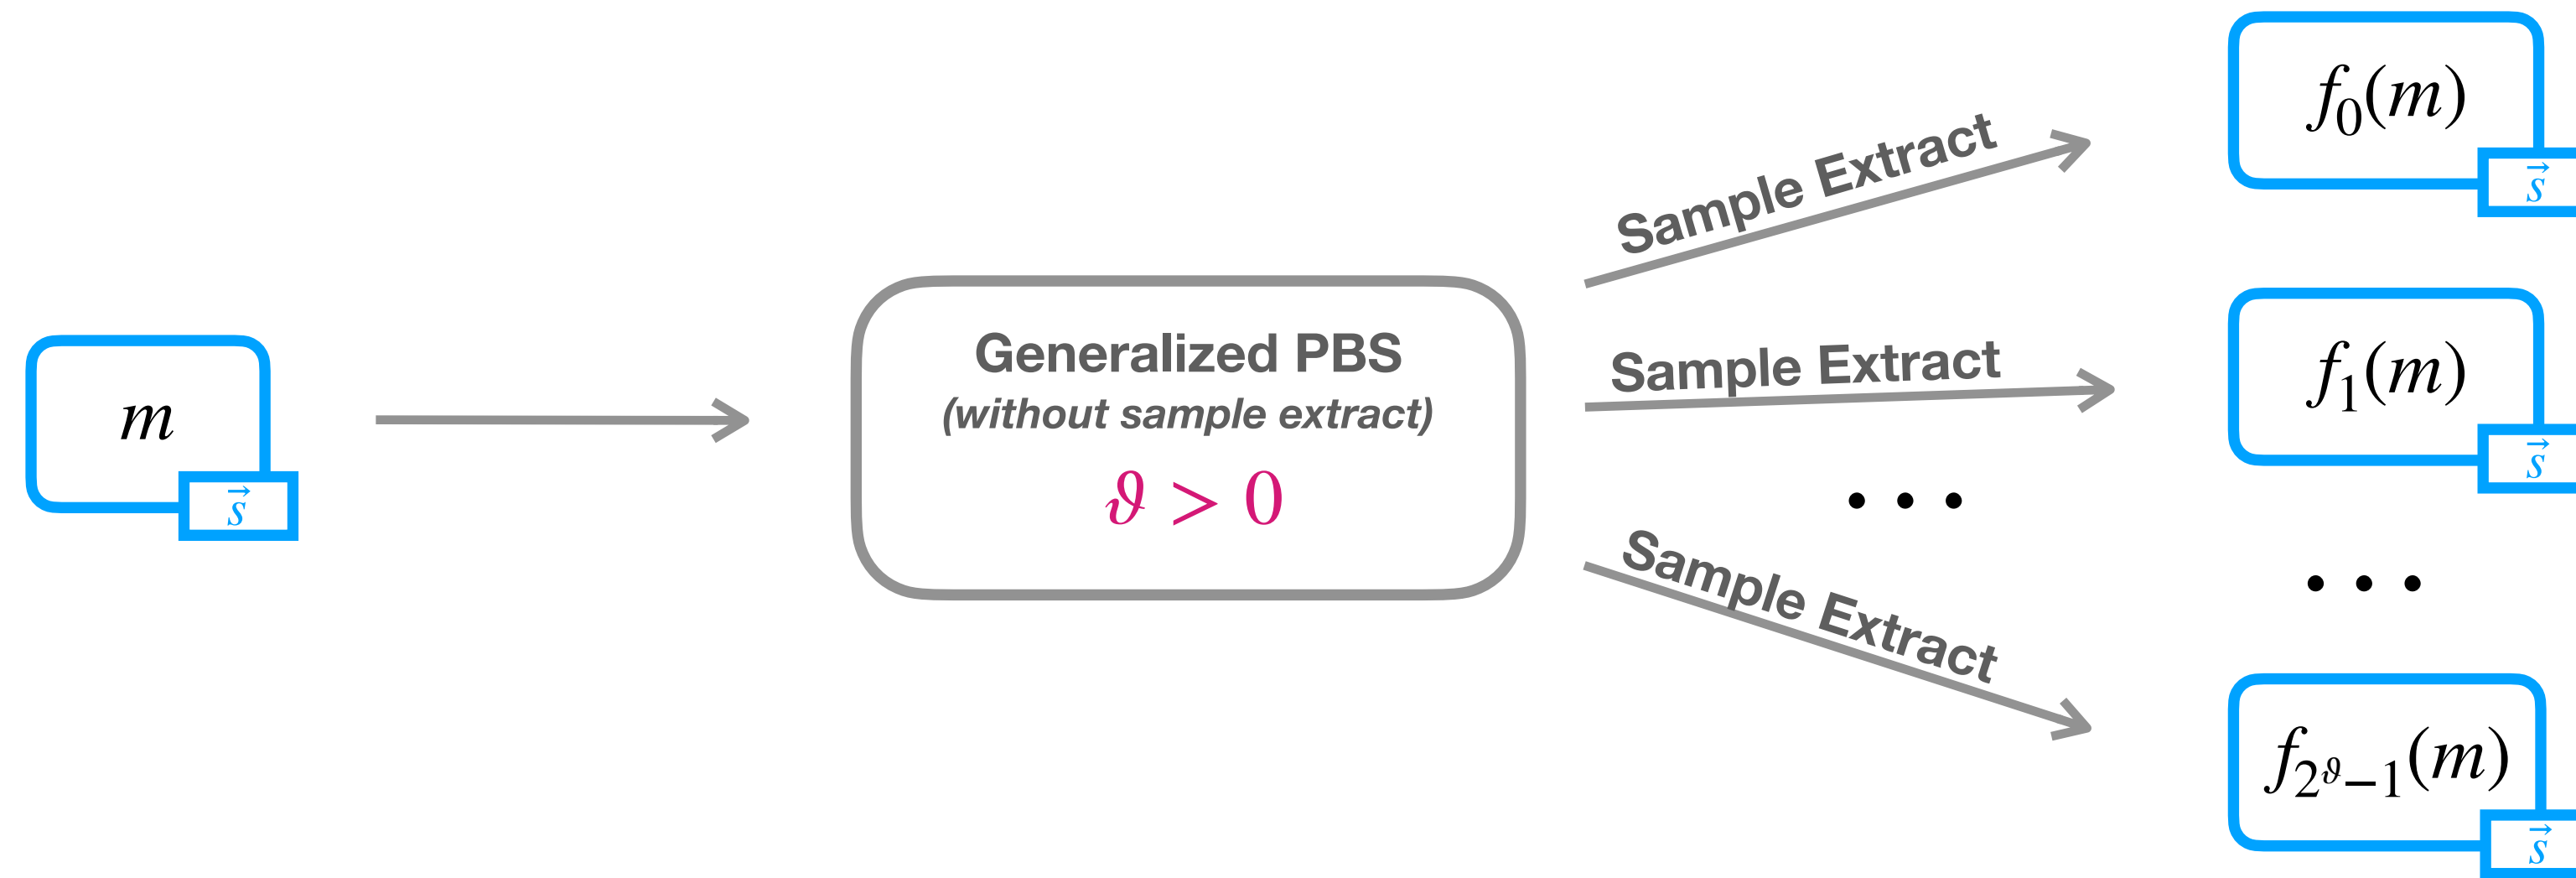 m
s⃗
Generalized PBS
(without sample extract)
ϑ > 0
Sample Extract
Sample Extract
• • •
Sample Extract
f₀(m)
s⃗
f₁(m)
s⃗
• • •
f_{2^ϑ−1}(m)
s⃗